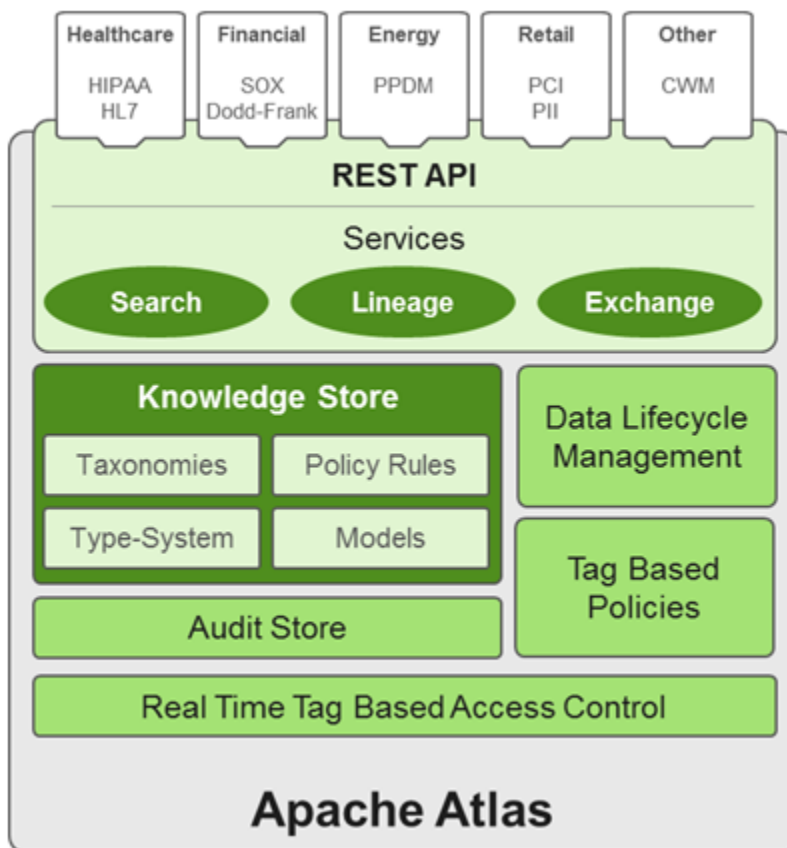 Healthcare
HIPAA
HL7
Financial
SOX
Dodd-Frank
Energy
PPDM
Retail
PCI
PII
Other
CWM
REST API
Services
Search
Lineage
Exchange
Knowledge Store
Taxonomies
Policy Rules
Type-System
Models
Data Lifecycle
Management
Tag Based
Policies
Audit Store
Real Time Tag Based Access Control
Apache Atlas